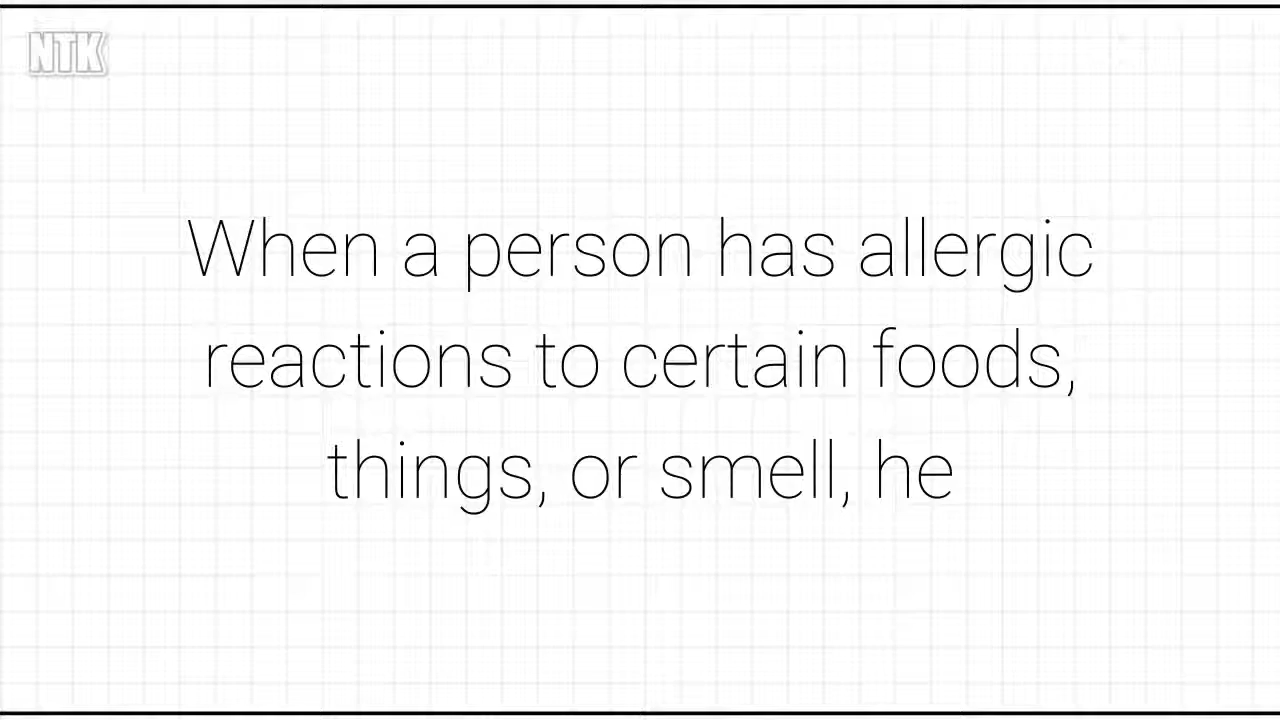 NTK
When a person has allergic
reactions to certain foods,
things, or smell, he